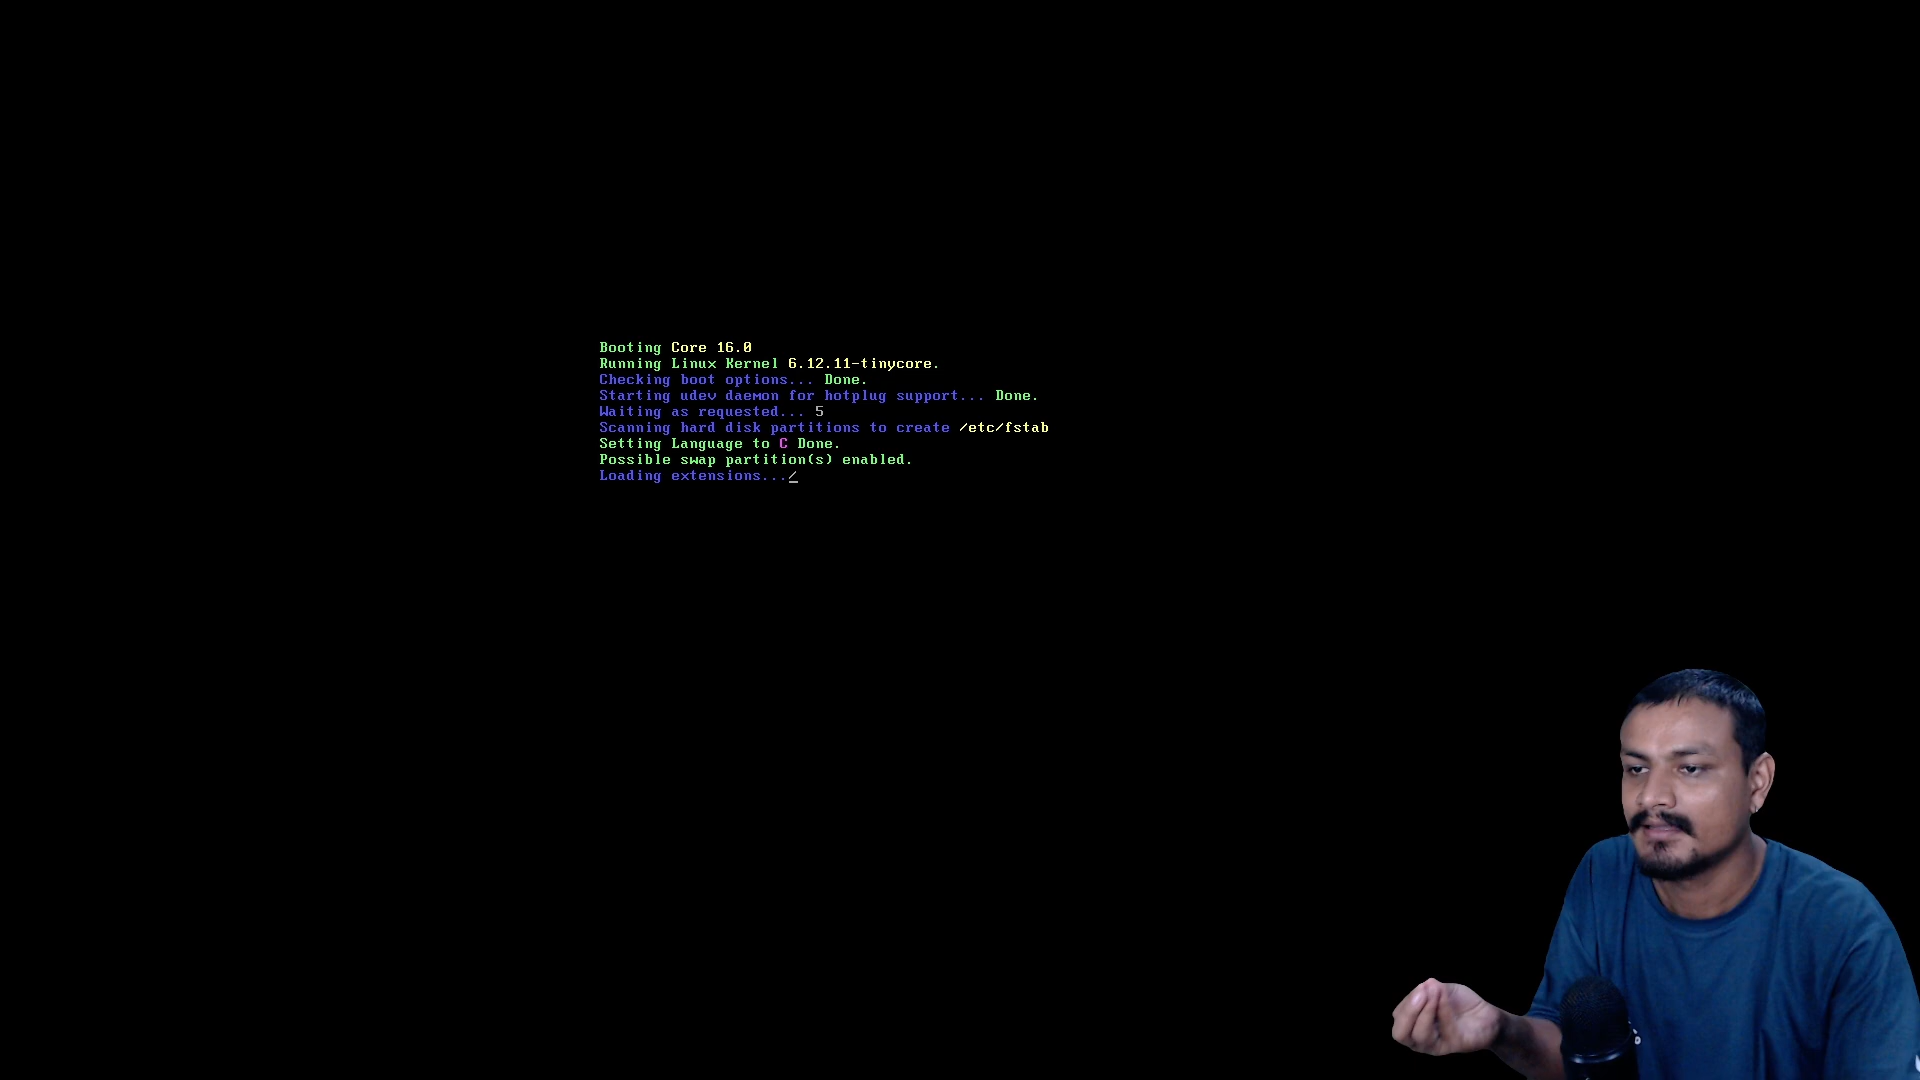 Booting Core 16.0
Running Linux Kernel 6.12.11-tinycore.
Checking boot options... Done.
Starting udev daemon for hotplug support... Done.
Waiting as requested... 5
Scanning hard disk partitions to create /etc/fstab
Setting Language to C Done.
Possible swap partition(s) enabled.
Loading extensions.../